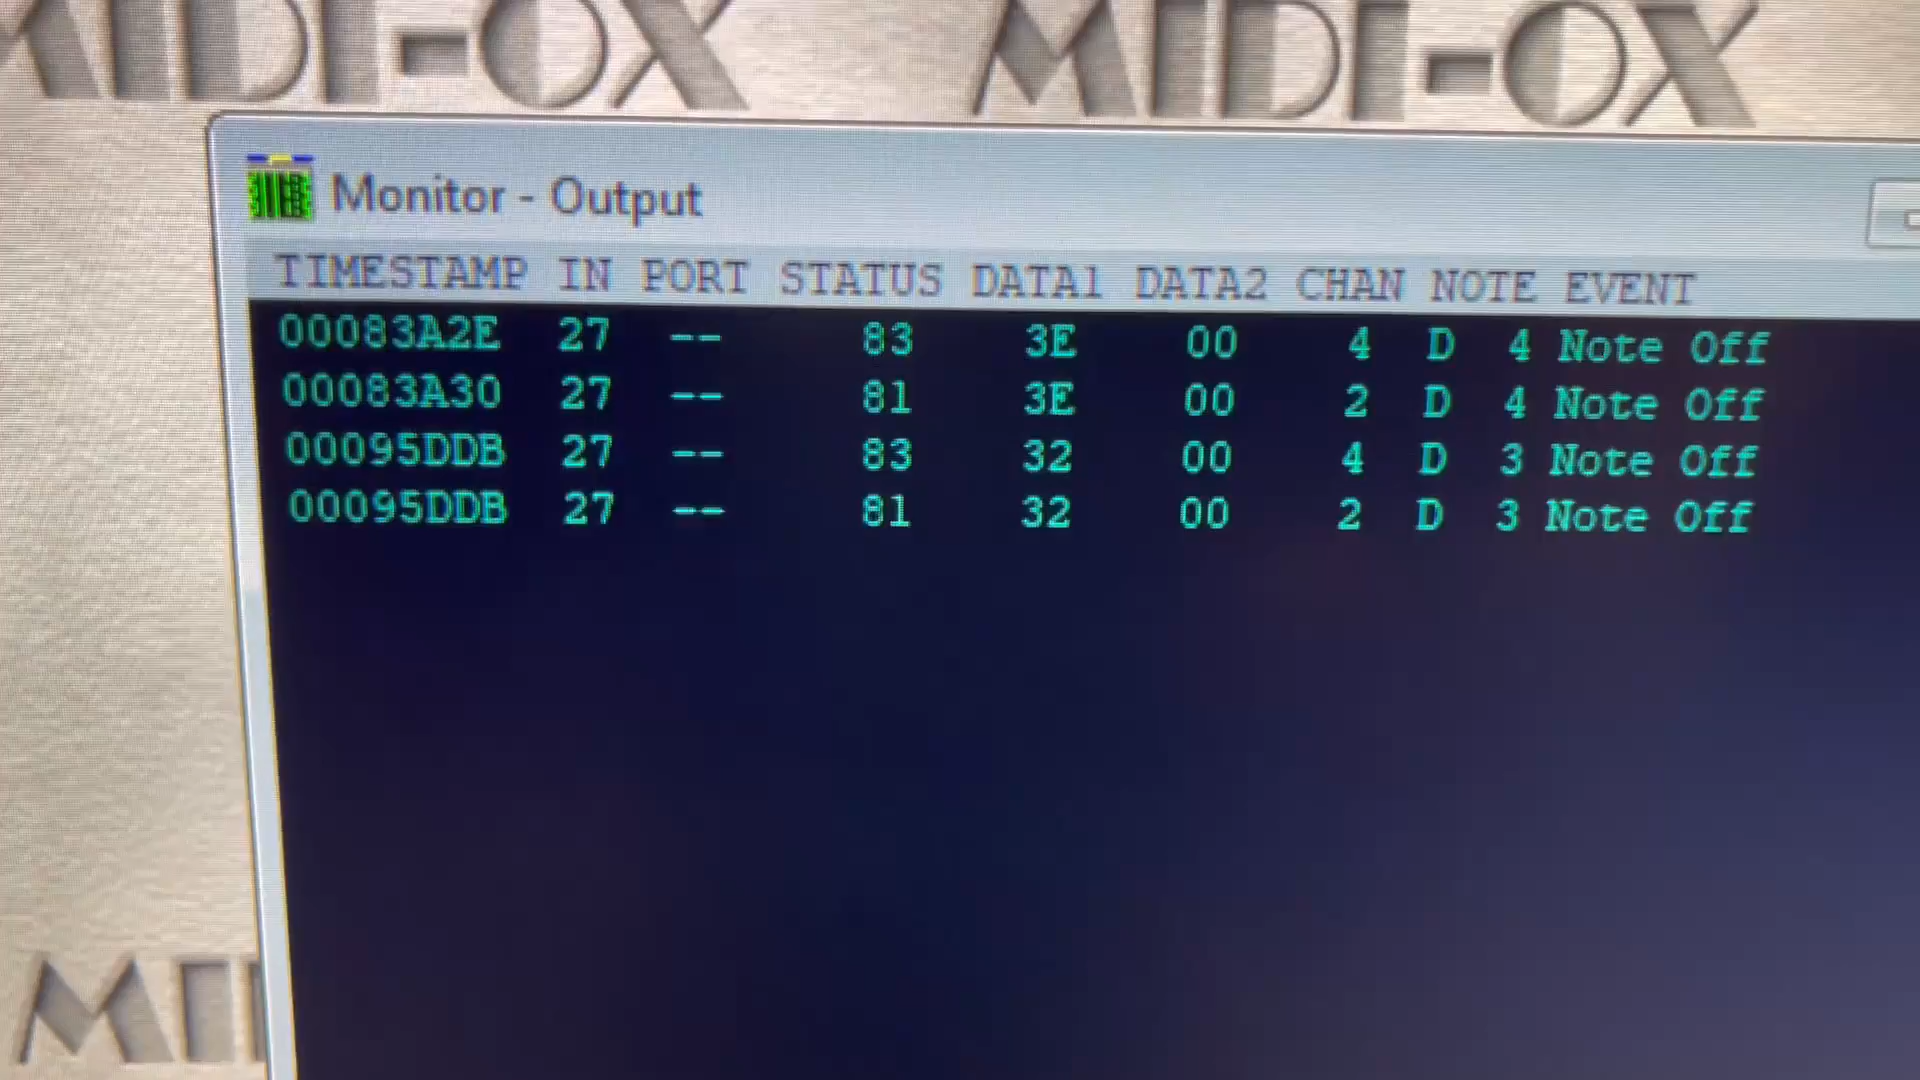 MIDI-OX MIDI-OX
Monitor - Output
TIMESTAMP IN PORT STATUS DATA1 DATA2 CHAN NOTE EVENT
00083A2E 27 -- 83 3E 00 4 D 4 Note Off
00083A30 27 -- 81 3E 00 2 D 4 Note Off
00095DDB 27 -- 83 32 00 4 D 3 Note Off
00095DDB 27 -- 81 32 00 2 D 3 Note Off